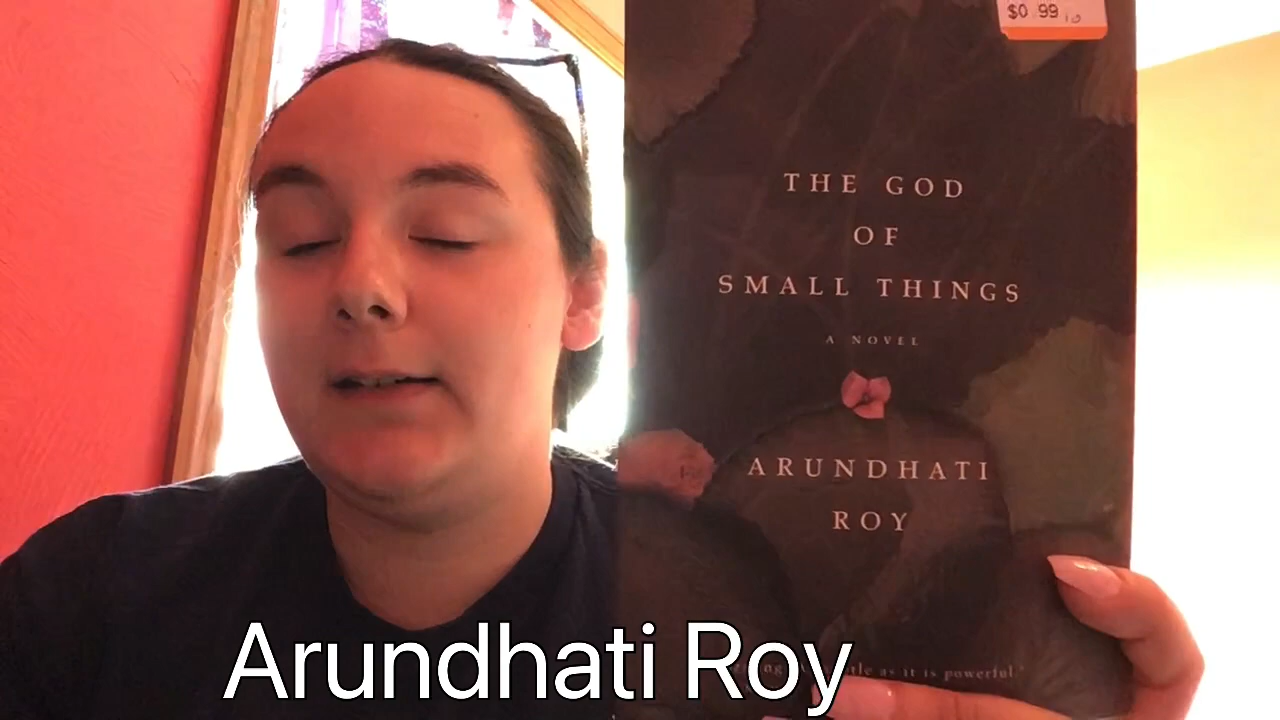 $0.99
THE GOD
OF
SMALL THINGS
A NOVEL
ARUNDHATI
ROY
as it is powerful.'
Arundhati Roy